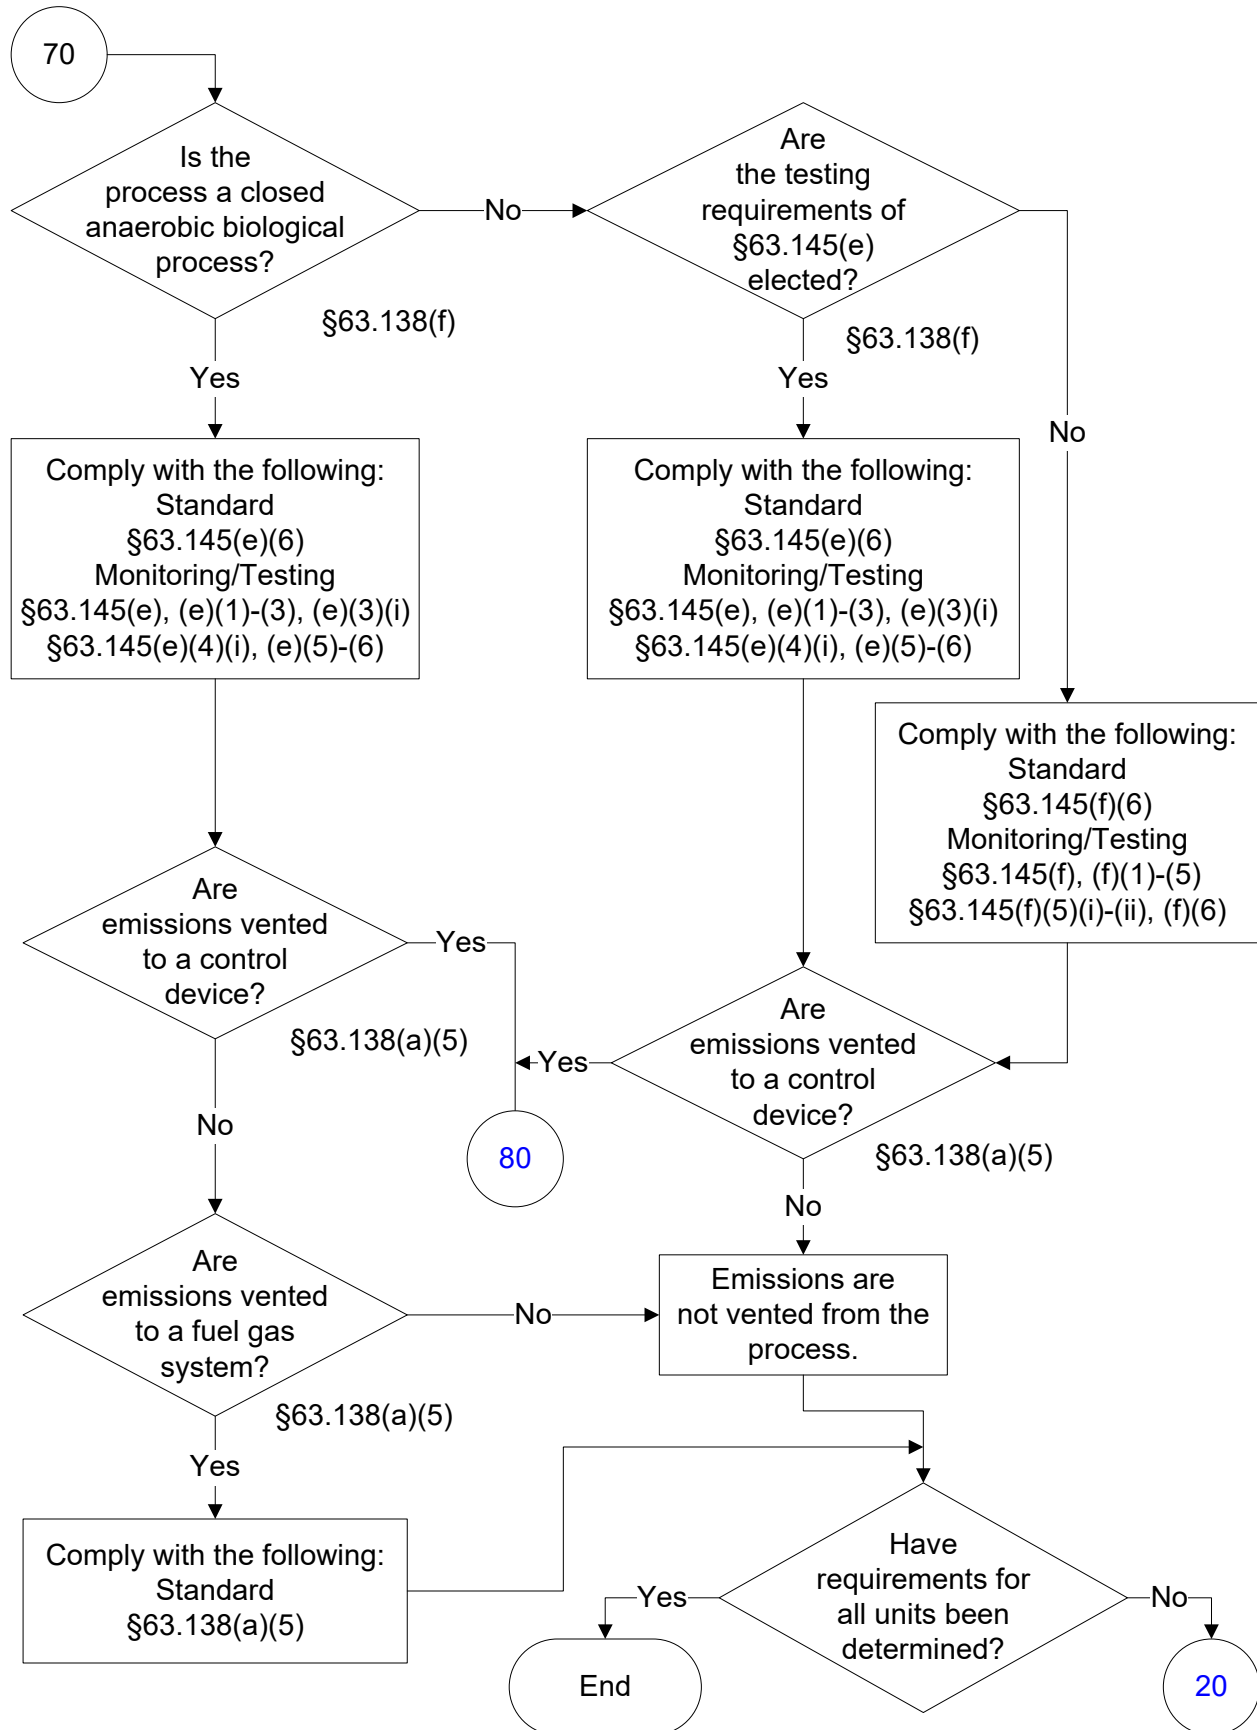 70
Is the
process a closed
anaerobic biological
process?
No
Are
the testing
requirements of
§63.145(e)
elected?
§63.138(f)
§63.138(f)
Yes
Yes
No
Comply with the following:
Standard
§63.145(e)(6)
Monitoring/Testing
§63.145(e), (e)(1)-(3), (e)(3)(i)
§63.145(e)(4)(i), (e)(5)-(6)
Comply with the following:
Standard
§63.145(e)(6)
Monitoring/Testing
§63.145(e), (e)(1)-(3), (e)(3)(i)
§63.145(e)(4)(i), (e)(5)-(6)
Comply with the following:
Standard
§63.145(f)(6)
Monitoring/Testing
§63.145(f), (f)(1)-(5)
§63.145(f)(5)(i)-(ii), (f)(6)
Are
emissions vented
to a control
device?
Yes
§63.138(a)(5)
Are
emissions vented
to a control
device?
Yes
§63.138(a)(5)
No
80
No
Are
emissions vented
to a fuel gas
system?
No
Emissions are
not vented from the
process.
§63.138(a)(5)
Yes
Comply with the following:
Standard
§63.138(a)(5)
Have
requirements for
all units been
determined?
Yes
No
End
20